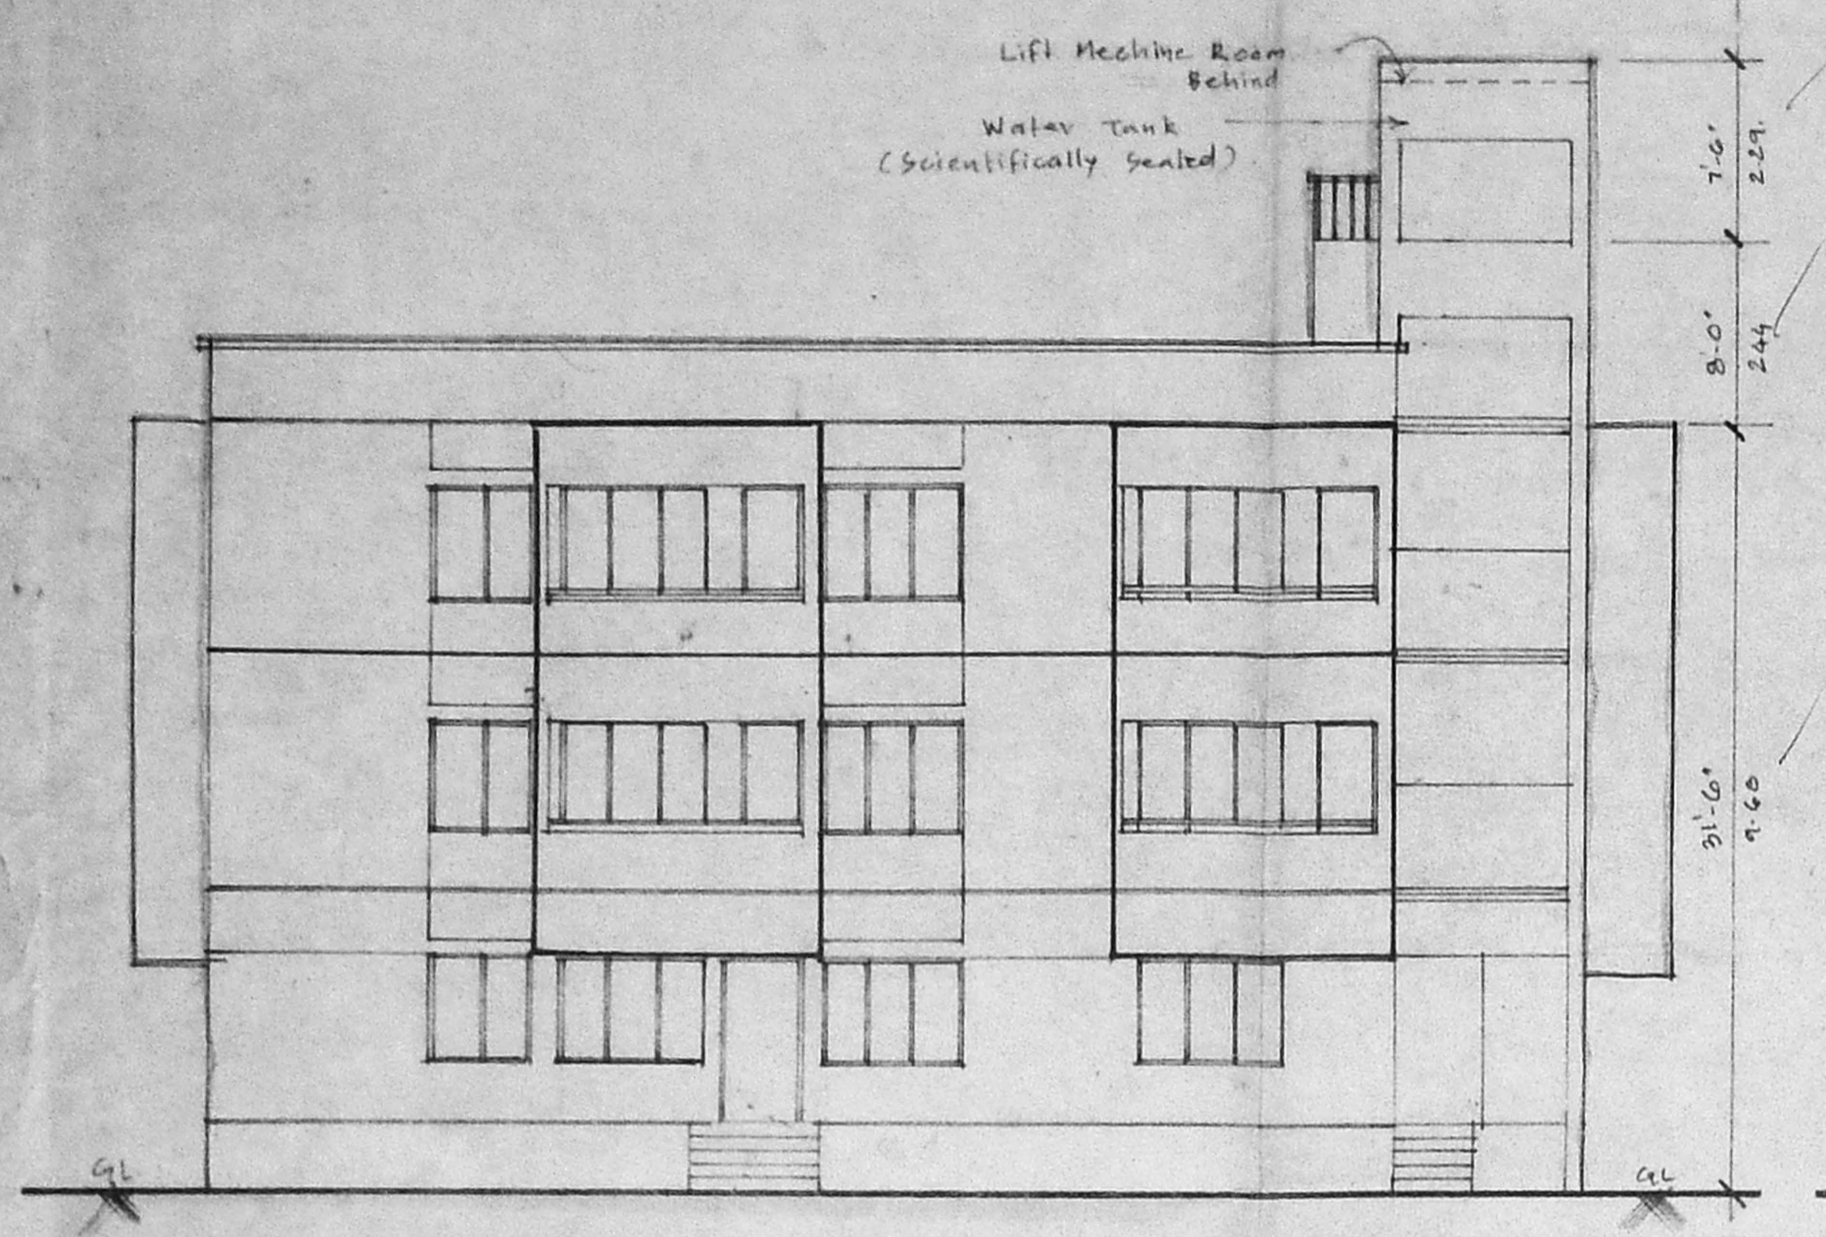 Lift Mechine Room
Behind
Water Tank
(Scientifically Sealed)
7'-6"
2.29.
8'-0"
2.44
31'-6"
9.60
GL
GL